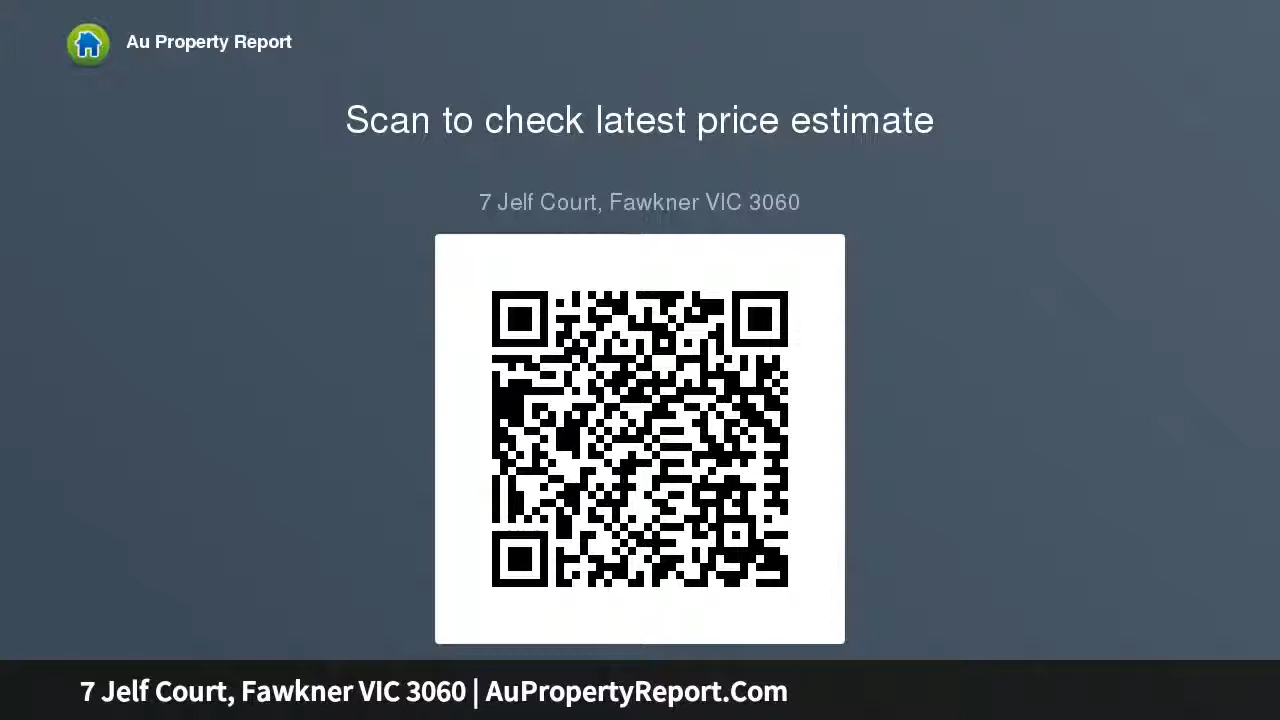 Au Property Report
Scan to check latest price estimate
7 Jelf Court, Fawkner VIC 3060
7 Jelf Court, Fawkner VIC 3060 | AuPropertyReport.Com